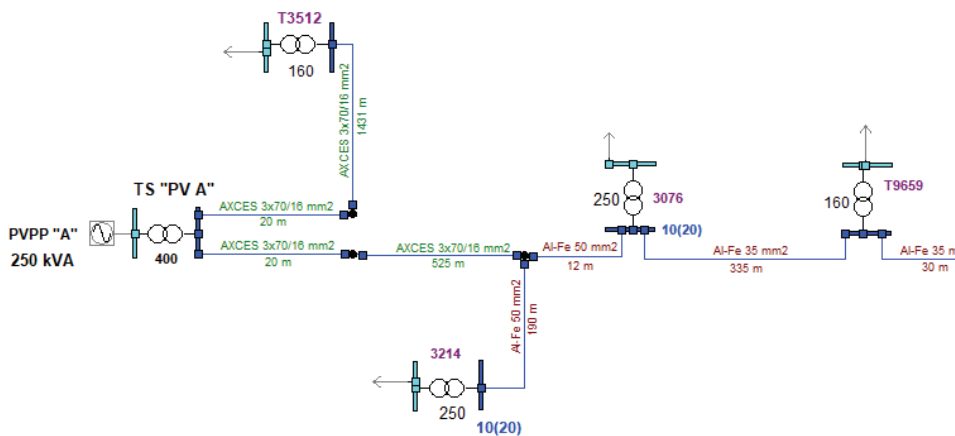 T3512
160
AXCES 3x70/16 mm2
1431 m
TS "PV A"
PVPP "A"
250 kVA
400
AXCES 3x70/16 mm2
20 m
AXCES 3x70/16 mm2
20 m
AXCES 3x70/16 mm2
525 m
Al-Fe 50 mm2
12 m
250
3076
10(20)
Al-Fe 35 mm2
335 m
160
T9659
Al-Fe 35 m
30 m
Al-Fe 50 mm2
190 m
3214
250
10(20)